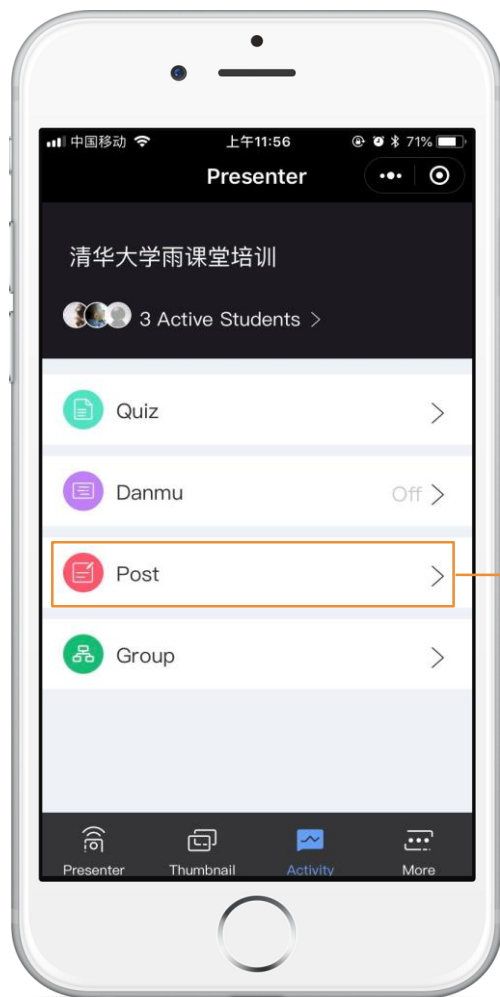 中国移动 上午11:56 71%
Presenter
清华大学雨课堂培训
3 Active Students >
Quiz
Danmu Off
Post
Group
Presenter Thumbnail Activity More